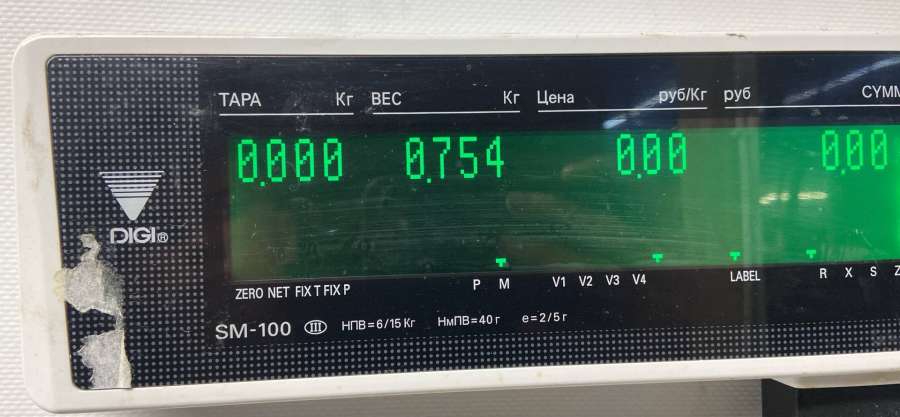 ТАРА Кг ВЕС Кг Цена руб/Кг руб СУММ
0.000 0.754 0.00 0.00
DIGI®
P M V1 V2 V3 V4 LABEL R X S Z
ZERO NET FIX T FIX P
SM-100 III НПВ=6/15 Кг НмПВ=40 г e=2/5 г